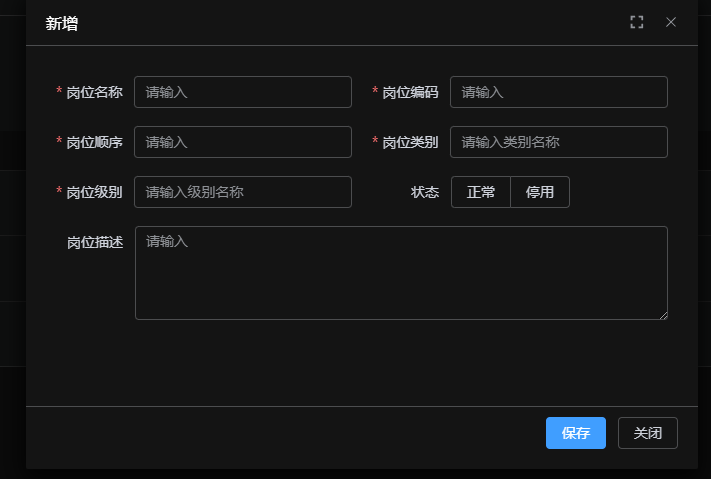 新增
* 岗位名称 请输入 * 岗位编码 请输入
* 岗位顺序 请输入 * 岗位类别 请输入类别名称
* 岗位级别 请输入级别名称 状态 正常 停用
岗位描述 请输入
保存 关闭